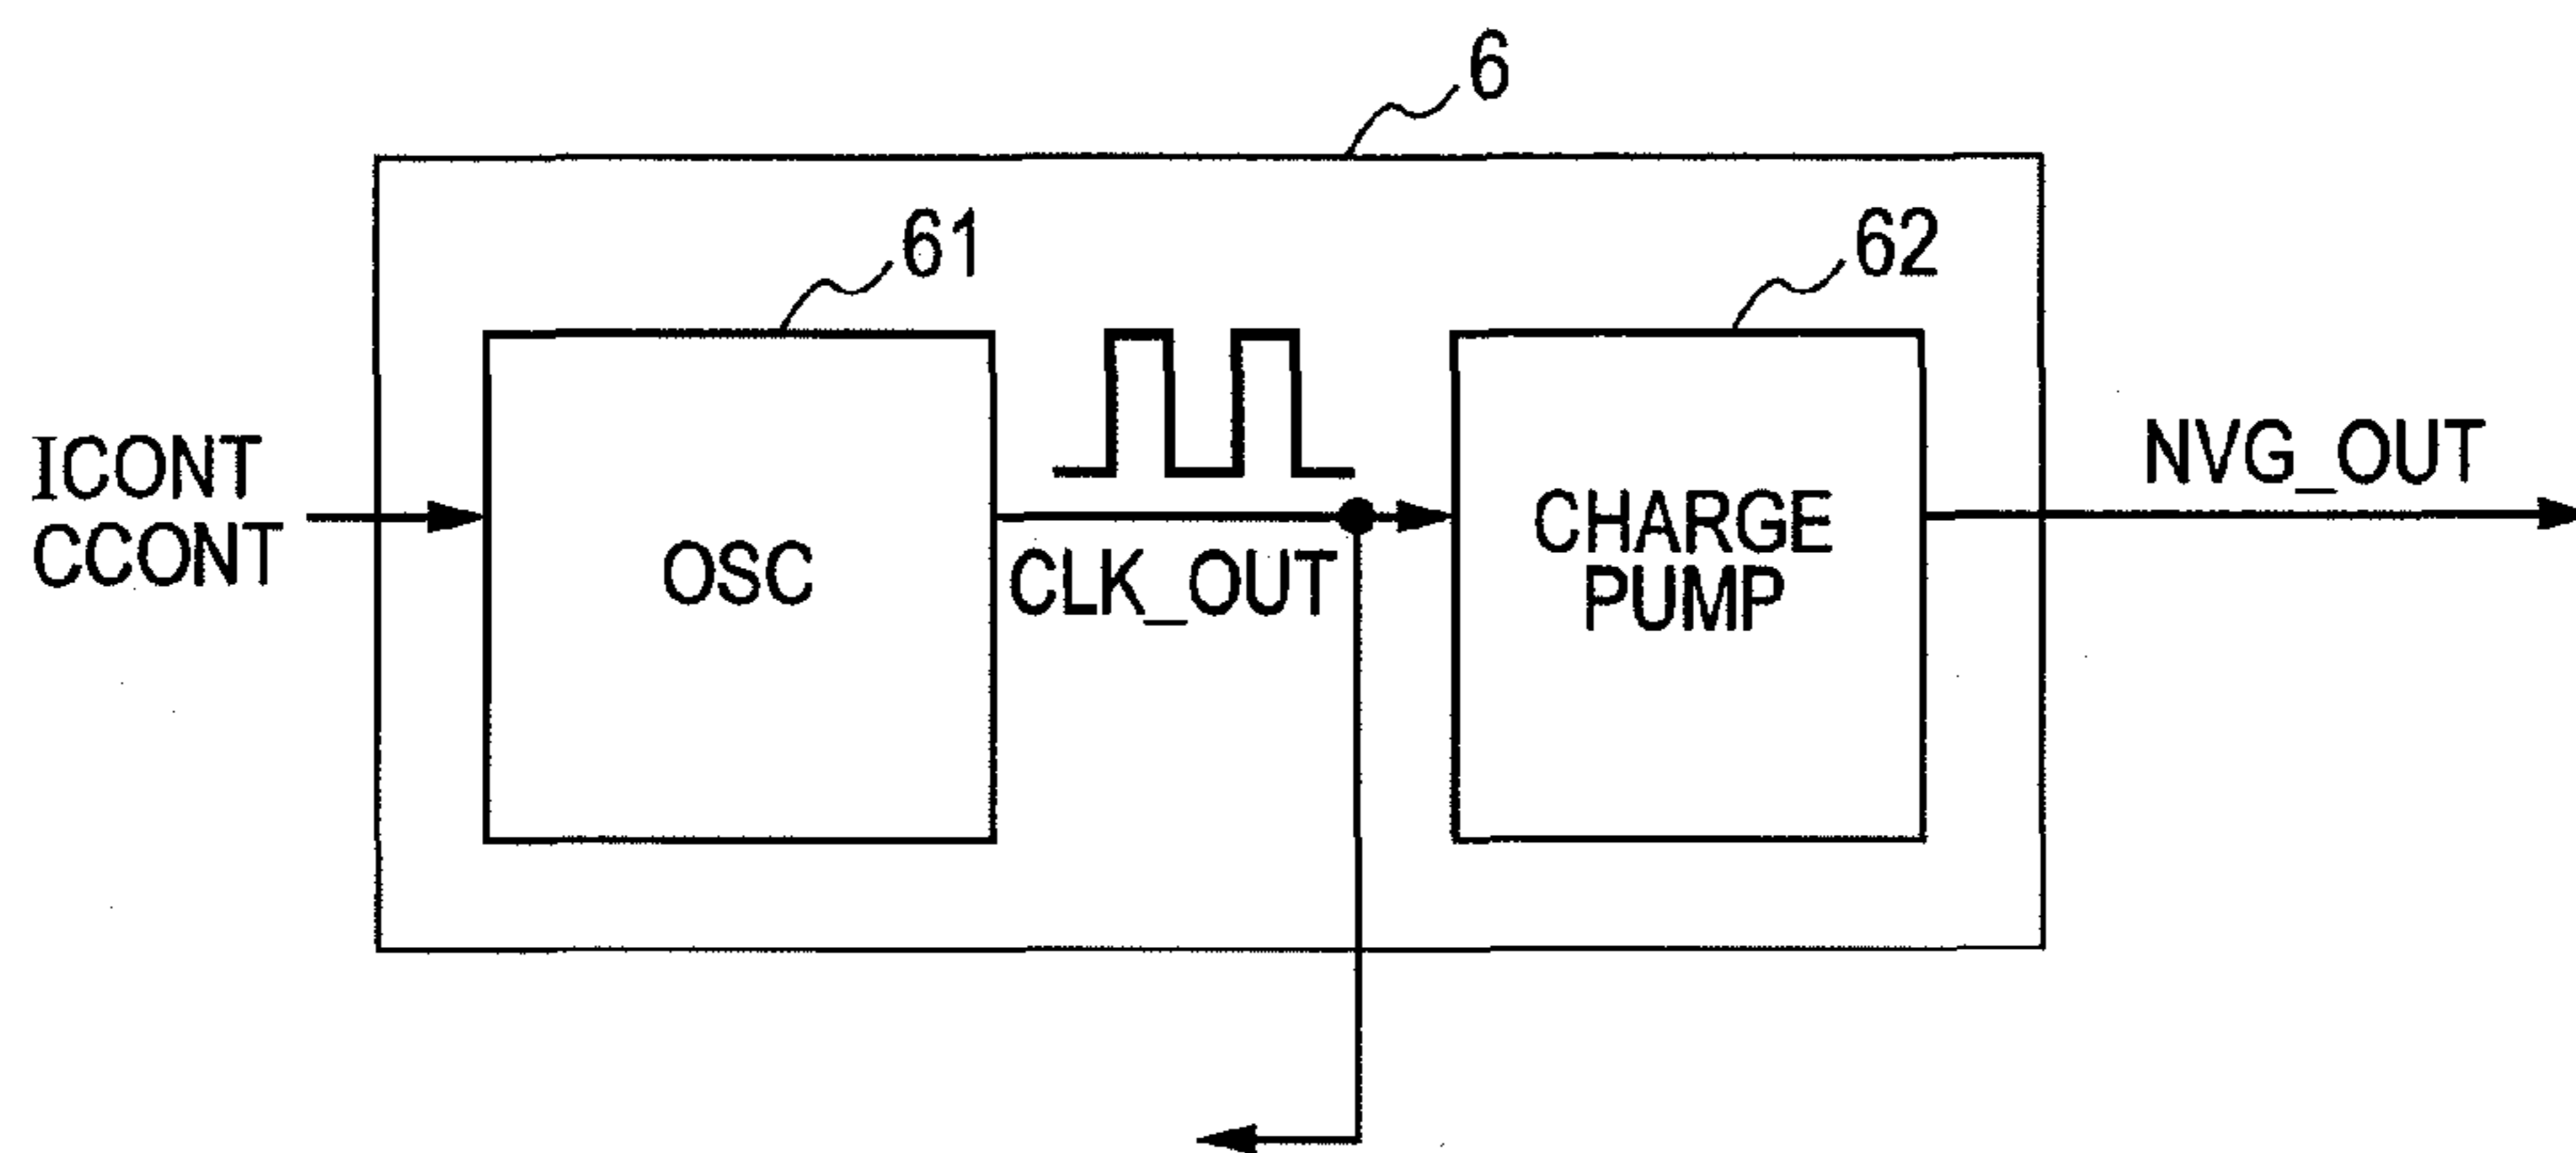 6
61
62
ICONT
CCONT
OSC
CLK_OUT
CHARGE
PUMP
NVG_OUT